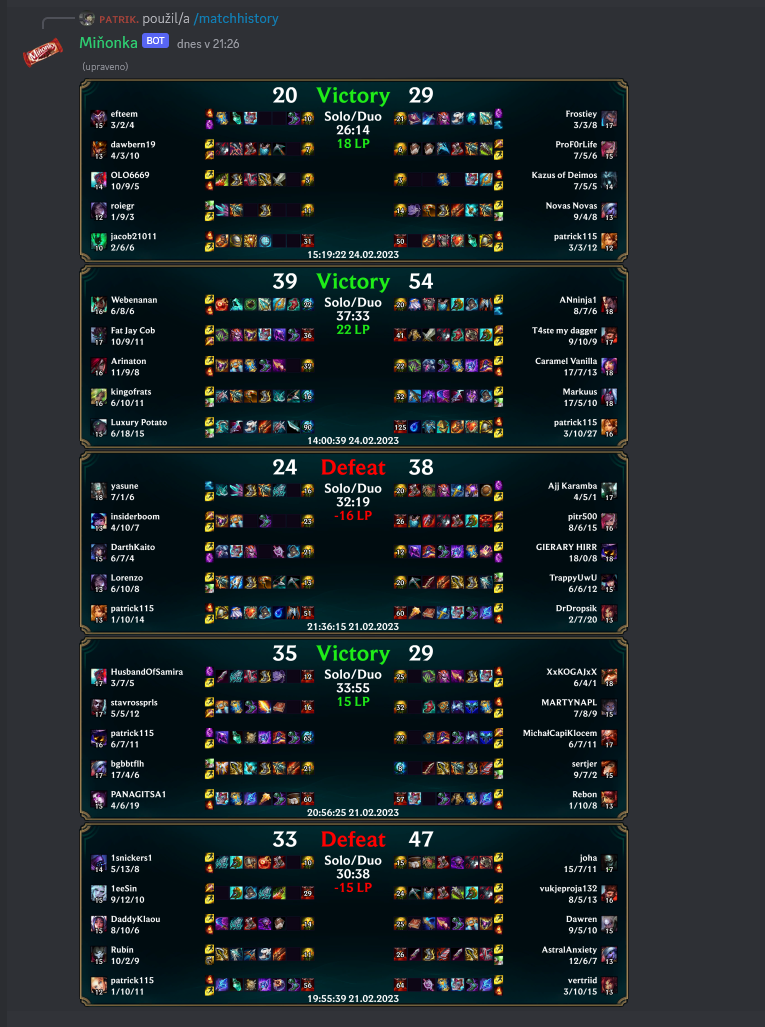 PATRIK. použil/a /matchhistory
Miňonka BOT dnes v 21:26
(upraveno)
20 Victory 29
Solo/Duo
26:14
18 LP
efteem
3/2/4
Frostiey
3/3/8
dawbern19
4/3/10
ProF0rLife
7/5/6
OLO6669
10/9/5
Kazus of Deimos
7/5/5
roiegr
1/9/3
Novas Novas
9/4/8
jacob21011
2/6/6
patrick115
3/3/12
15:19:22 24.02.2023
39 Victory 54
Solo/Duo
37:33
22 LP
Webenanan
6/8/6
ANninja1
8/7/6
Fat Jay Cob
10/9/11
T4ste my dagger
9/10/9
Arinaton
11/9/8
Caramel Vanilla
17/7/13
kingofrats
6/10/11
Markuus
17/5/10
Luxury Potato
6/18/15
patrick115
3/10/27
14:00:39 24.02.2023
24 Defeat 38
Solo/Duo
32:19
-16 LP
yasune
7/1/6
Ajj Karamba
4/5/1
insiderboom
4/10/7
pitr500
8/6/15
DarthKaito
6/7/4
GIERARY HIRR
18/0/8
Lorenzo
6/10/8
TrappyUwU
6/6/12
patrick115
1/10/14
DrDropsik
2/7/20
21:36:15 21.02.2023
35 Victory 29
Solo/Duo
33:55
15 LP
HusbandOfSamira
3/7/5
XxKOGAJxX
6/4/1
stavrossprls
5/5/12
MARTYNAPL
7/8/9
patrick115
6/7/11
MichałCapiKlocem
6/7/11
bgbbtflh
17/4/6
sertjer
9/7/2
PANAGITSA1
4/6/19
Rebon
1/10/8
20:56:25 21.02.2023
33 Defeat 47
Solo/Duo
30:38
-15 LP
1snickers1
5/13/8
joha
15/7/11
1eeSin
9/12/10
vukjeproja132
8/5/13
DaddyKlaou
8/10/6
Dawren
9/5/10
Rubin
10/2/9
AstralAnxiety
12/6/7
patrick115
1/10/11
vertriid
3/10/15
19:55:39 21.02.2023